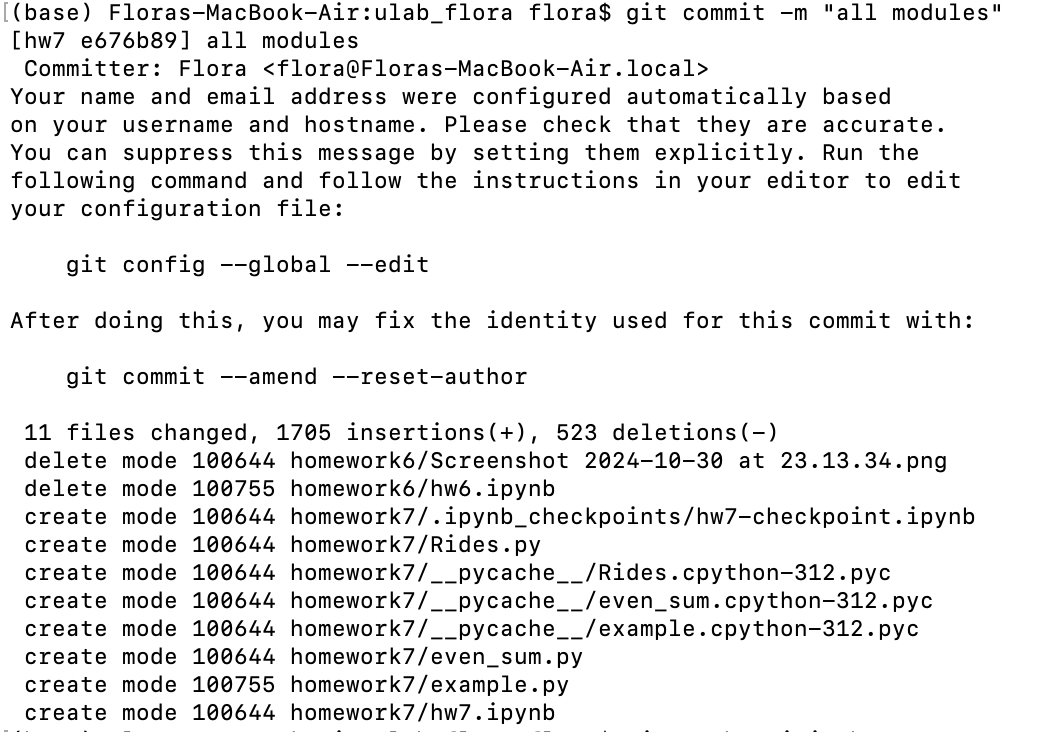 (base) Floras-MacBook-Air:ulab_flora flora$ git commit -m "all modules"
[hw7 e676b89] all modules
 Committer: Flora <flora@Floras-MacBook-Air.local>
Your name and email address were configured automatically based
on your username and hostname. Please check that they are accurate.
You can suppress this message by setting them explicitly. Run the
following command and follow the instructions in your editor to edit
your configuration file:

    git config --global --edit

After doing this, you may fix the identity used for this commit with:

    git commit --amend --reset-author

 11 files changed, 1705 insertions(+), 523 deletions(-)
 delete mode 100644 homework6/Screenshot 2024-10-30 at 23.13.34.png
 delete mode 100755 homework6/hw6.ipynb
 create mode 100644 homework7/.ipynb_checkpoints/hw7-checkpoint.ipynb
 create mode 100644 homework7/Rides.py
 create mode 100644 homework7/__pycache__/Rides.cpython-312.pyc
 create mode 100644 homework7/__pycache__/even_sum.cpython-312.pyc
 create mode 100644 homework7/__pycache__/example.cpython-312.pyc
 create mode 100644 homework7/even_sum.py
 create mode 100755 homework7/example.py
 create mode 100644 homework7/hw7.ipynb